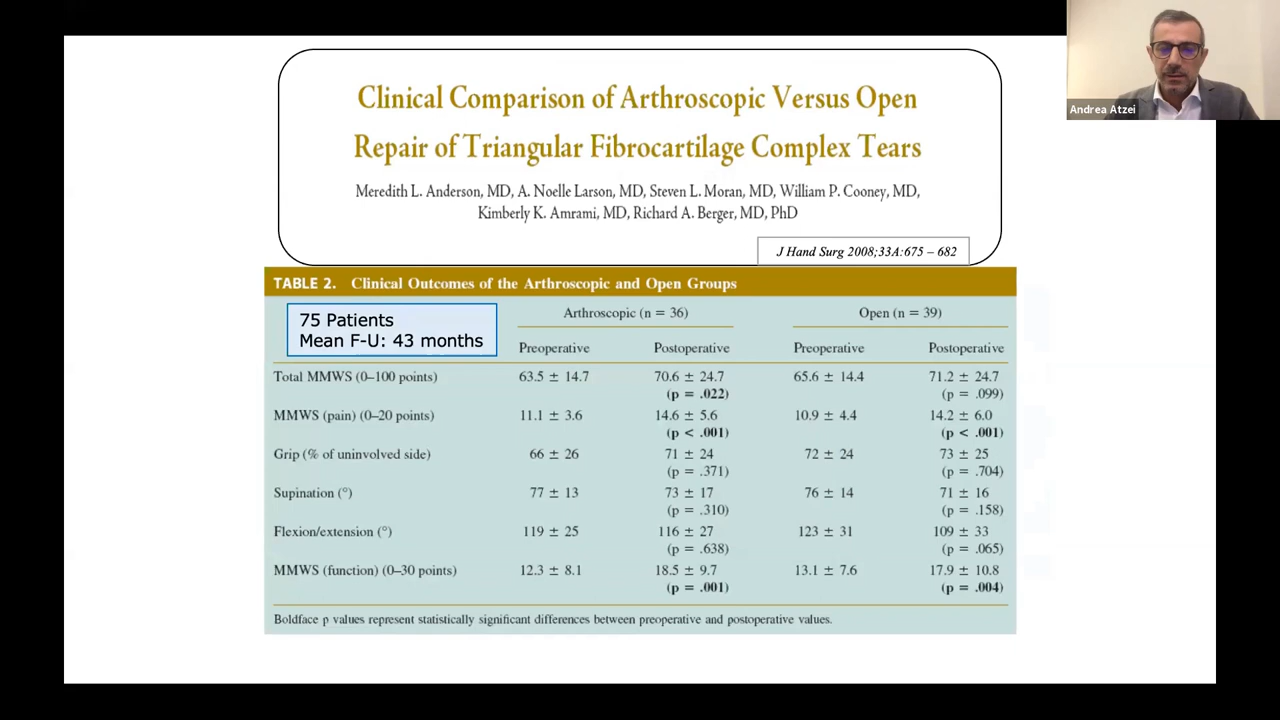 Andrea Atzei
Clinical Comparison of Arthroscopic Versus Open
Repair of Triangular Fibrocartilage Complex Tears
Meredith L. Anderson, MD, A. Noelle Larson, MD, Steven L. Moran, MD, William P. Cooney, MD,
Kimberly K. Amrami, MD, Richard A. Berger, MD, PhD
J Hand Surg 2008;33A:675 – 682
TABLE 2. Clinical Outcomes of the Arthroscopic and Open Groups
75 Patients
Mean F-U: 43 months
Arthroscopic (n = 36) Open (n = 39)
Preoperative Postoperative Preoperative Postoperative
Total MMWS (0–100 points) 63.5 ± 14.7 70.6 ± 24.7 65.6 ± 14.4 71.2 ± 24.7
(p = .022) (p = .099)
MMWS (pain) (0–20 points) 11.1 ± 3.6 14.6 ± 5.6 10.9 ± 4.4 14.2 ± 6.0
(p < .001) (p < .001)
Grip (% of uninvolved side) 66 ± 26 71 ± 24 72 ± 24 73 ± 25
(p = .371) (p = .704)
Supination (°) 77 ± 13 73 ± 17 76 ± 14 71 ± 16
(p = .310) (p = .158)
Flexion/extension (°) 119 ± 25 116 ± 27 123 ± 31 109 ± 33
(p = .638) (p = .065)
MMWS (function) (0–30 points) 12.3 ± 8.1 18.5 ± 9.7 13.1 ± 7.6 17.9 ± 10.8
(p = .001) (p = .004)
Boldface p values represent statistically significant differences between preoperative and postoperative values.